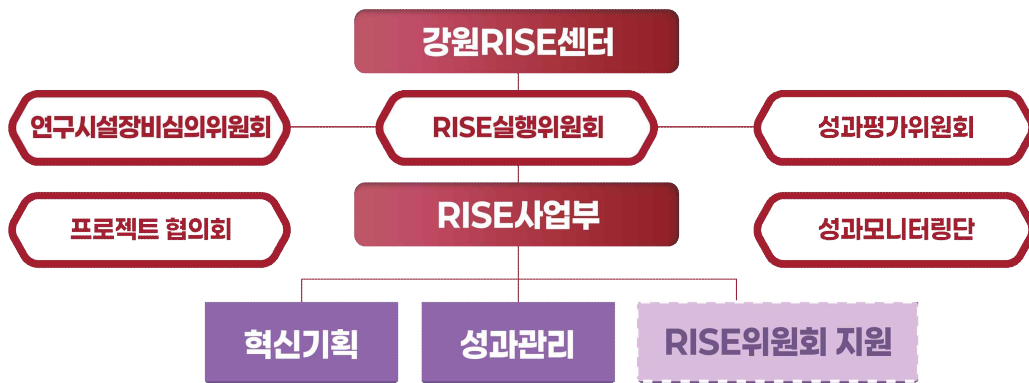 강원RISE센터
연구시설장비심의위원회
RISE실행위원회
성과평가위원회
프로젝트 협의회
RISE사업부
성과모니터링단
혁신기획
성과관리
RISE위원회 지원